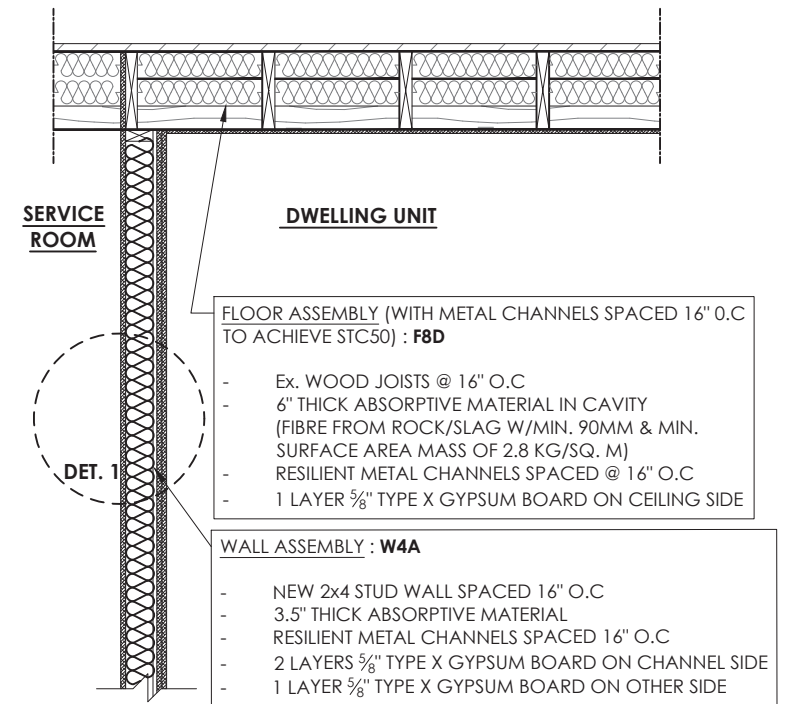 SERVICE
ROOM
DWELLING UNIT
FLOOR ASSEMBLY (WITH METAL CHANNELS SPACED 16" 0.C
TO ACHIEVE STC50) : F8D
- Ex. WOOD JOISTS @ 16" O.C
- 6" THICK ABSORPTIVE MATERIAL IN CAVITY
(FIBRE FROM ROCK/SLAG W/MIN. 90MM & MIN.
SURFACE AREA MASS OF 2.8 KG/SQ. M)
- RESILIENT METAL CHANNELS SPACED @ 16" O.C
- 1 LAYER 5/8" TYPE X GYPSUM BOARD ON CEILING SIDE
DET. 1
WALL ASSEMBLY : W4A
- NEW 2x4 STUD WALL SPACED 16" O.C
- 3.5" THICK ABSORPTIVE MATERIAL
- RESILIENT METAL CHANNELS SPACED 16" O.C
- 2 LAYERS 5/8" TYPE X GYPSUM BOARD ON CHANNEL SIDE
- 1 LAYER 5/8" TYPE X GYPSUM BOARD ON OTHER SIDE